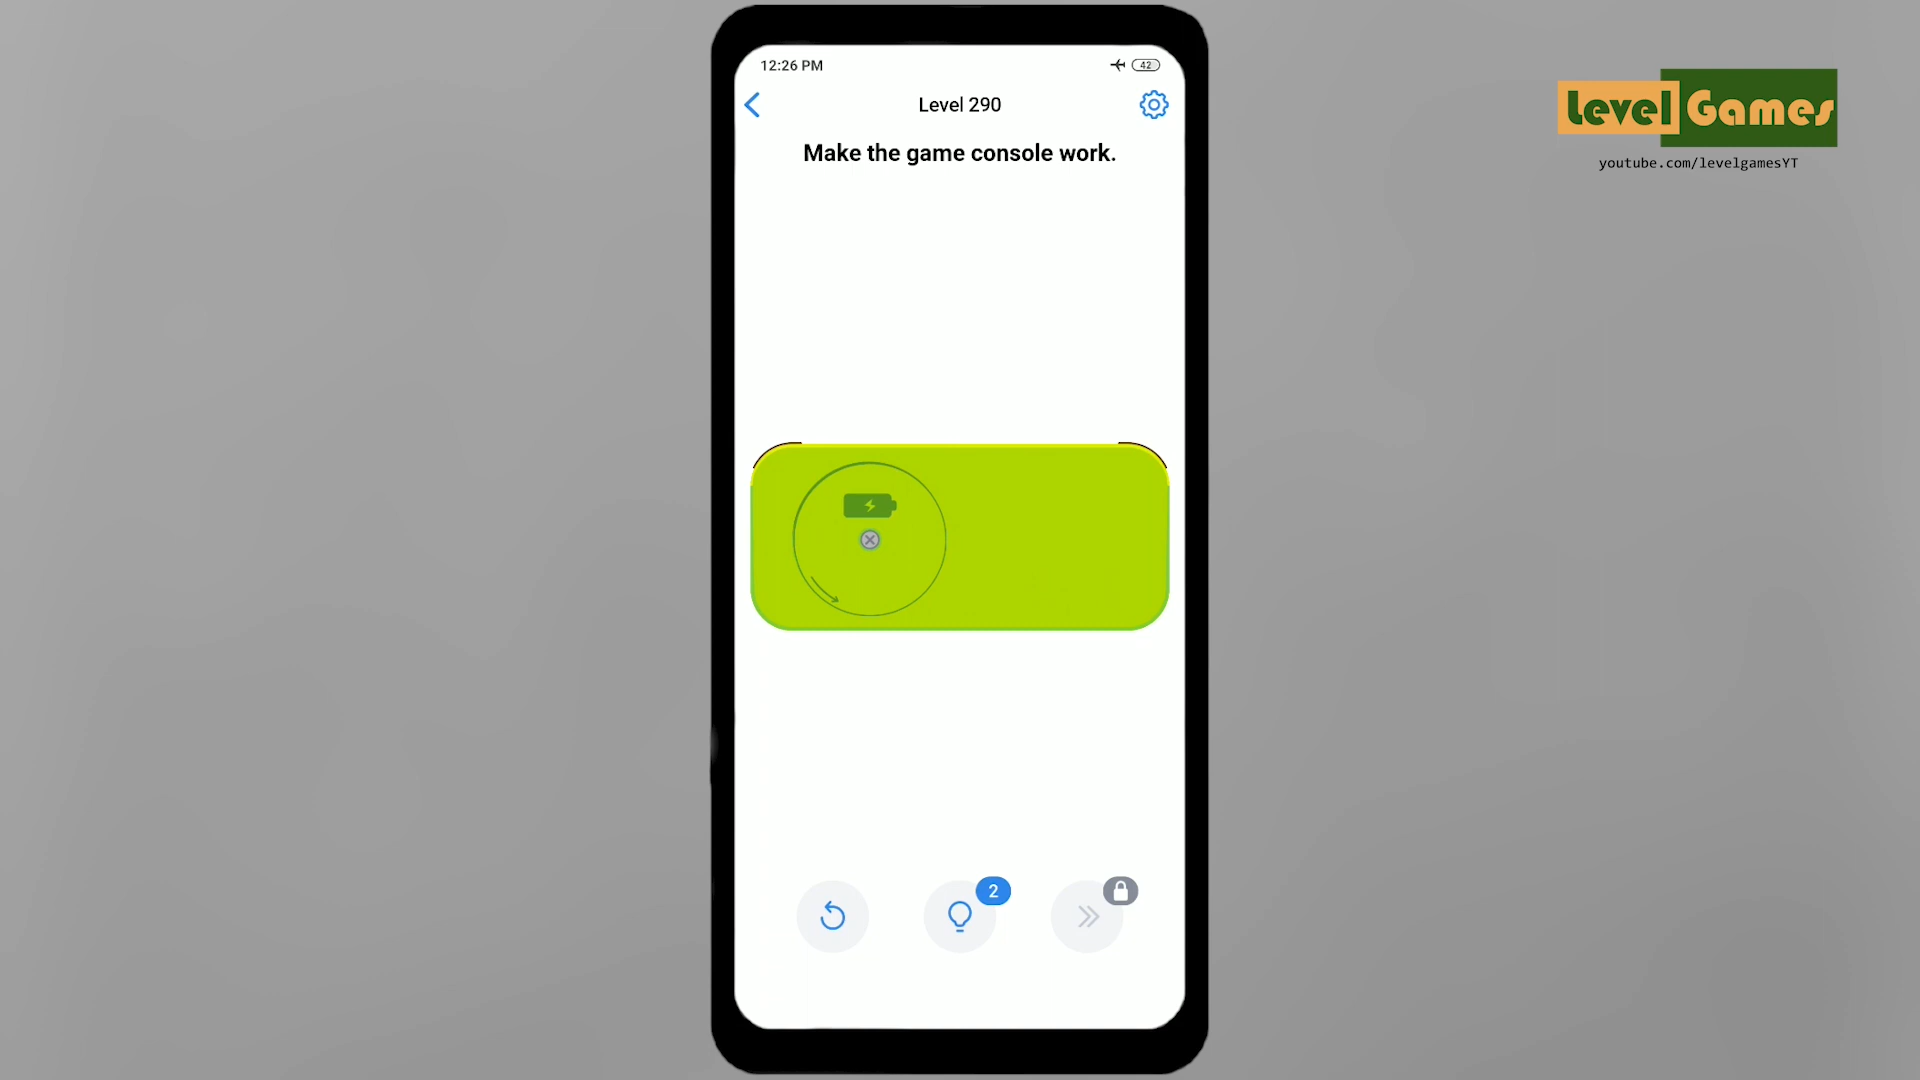 12:26 PM
42
Level 290
Make the game console work.
2
Level Games
youtube.com/levelgamesYT